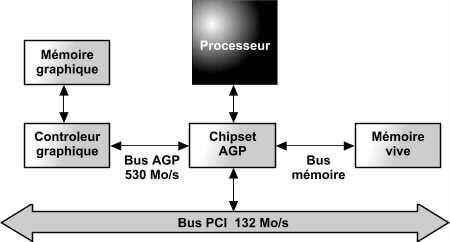 Processeur
Mémoire
graphique
Controleur
graphique
Bus AGP
530 Mo/s
Chipset
AGP
Bus
mémoire
Mémoire
vive
Bus PCI 132 Mo/s